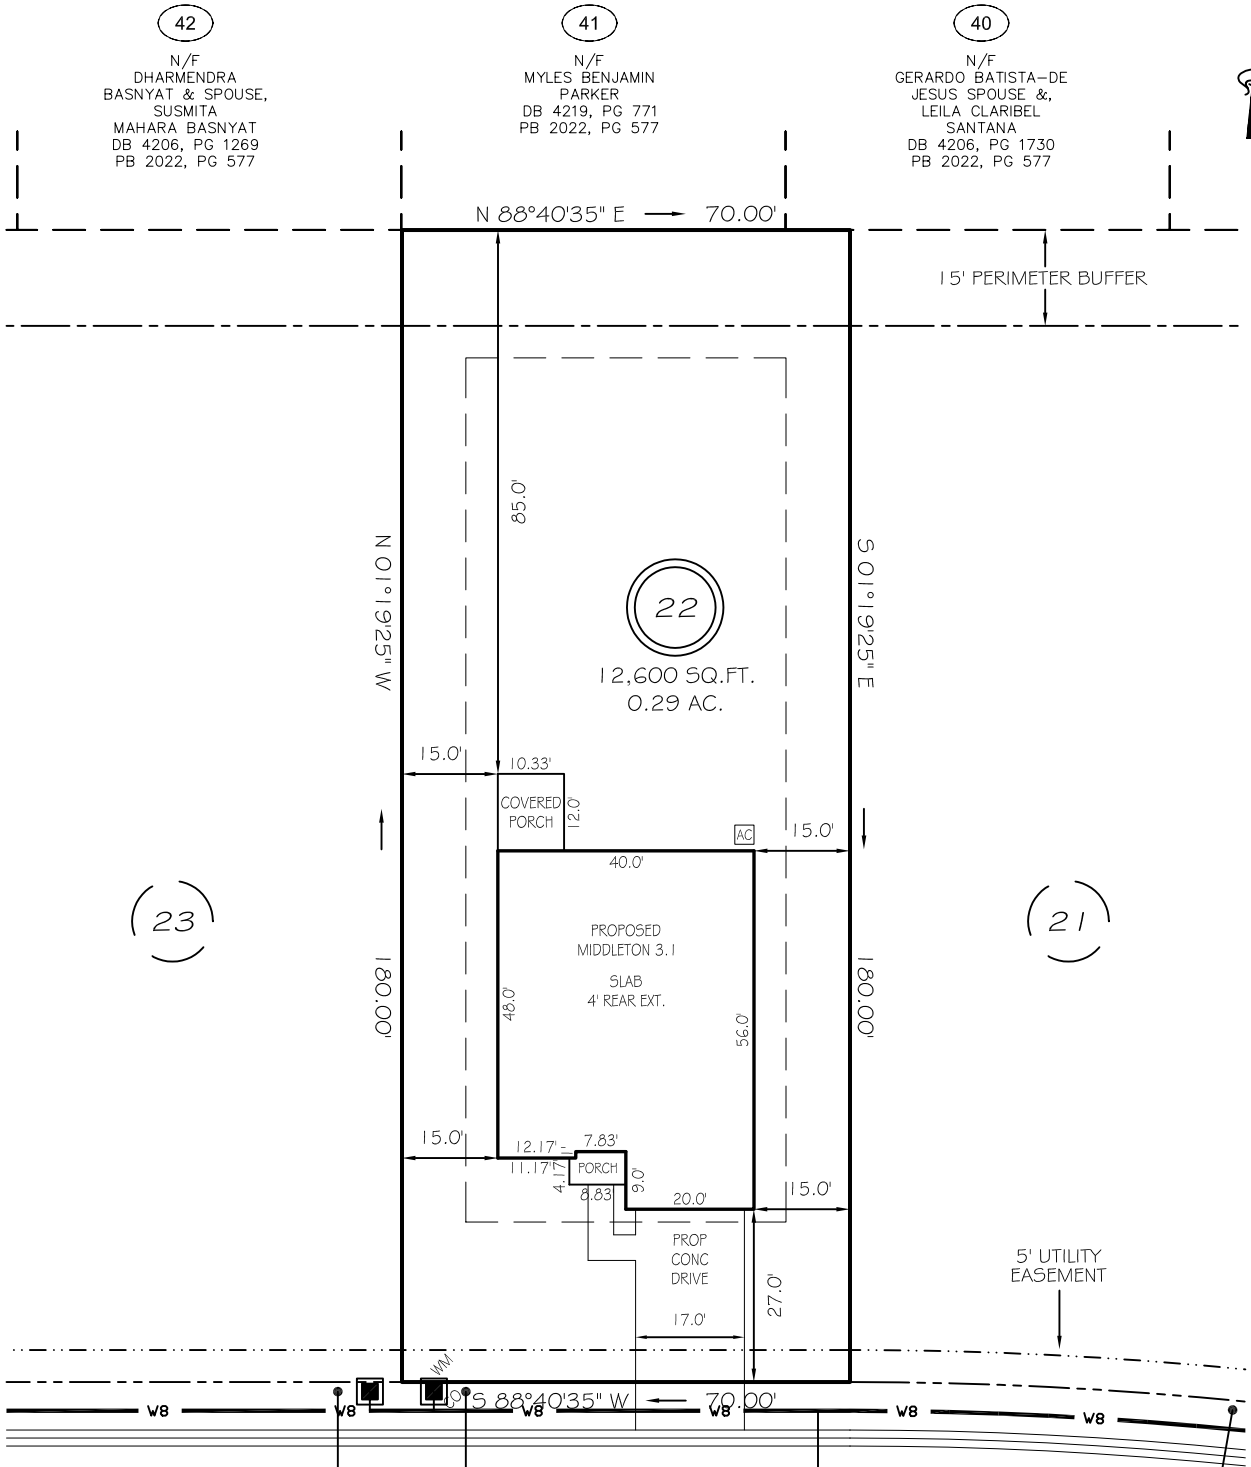 42
N/F
DHARMENDRA
BASNYAT & SPOUSE,
SUSMITA
MAHARA BASNYAT
DB 4206, PG 1269
PB 2022, PG 577
41
N/F
MYLES BENJAMIN
PARKER
DB 4219, PG 771
PB 2022, PG 577
40
N/F
GERARDO BATISTA-DE
JESUS SPOUSE &,
LEILA CLARIBEL
SANTANA
DB 4206, PG 1730
PB 2022, PG 577
N 88°40'35" E 70.00'
15' PERIMETER BUFFER
85.0'
N 01°19'25" W
S 01°19'25" E
22
12,600 SQ.FT.
0.29 AC.
15.0'
10.33'
COVERED
PORCH
12.0'
AC
15.0'
40.0'
23
21
PROPOSED
MIDDLETON 3.1
SLAB
4' REAR EXT.
48.0'
56.0'
180.00'
180.00'
15.0'
12.17'
7.83'
11.17'
4.17'
PORCH
9.0'
8.83'
20.0'
15.0'
PROP
CONC
DRIVE
27.0'
17.0'
5' UTILITY
EASEMENT
WM
CO
S 88°40'35" W 70.00'
W8
W8
W8
W8
W8
W8